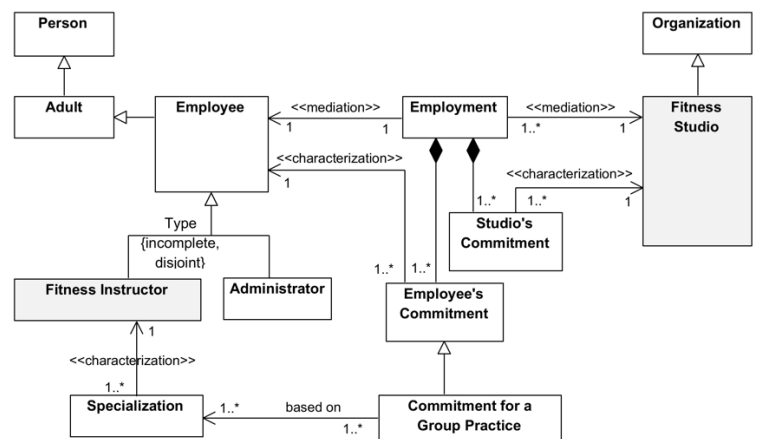 Person
Organization
Adult
Employee
<<mediation>>
1
1
Employment
<<mediation>>
1..*
1
Fitness
Studio
<<characterization>>
1
<<characterization>>
1..*
1
1..*
Studio's
Commitment
Type
{incomplete,
disjoint}
1..*
1..*
Fitness Instructor
Administrator
Employee's
Commitment
1
<<characterization>>
1..*
Specialization
1..*
based on
1..*
Commitment for a
Group Practice